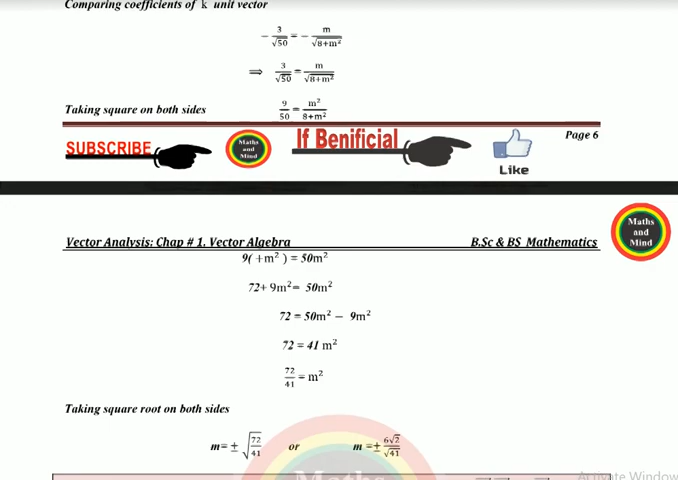 Comparing coefficients of k unit vector
− 3/√50 = − m/√8+m²
⟹ 3/√50 = m/√8+m²
Taking square on both sides 9/50 = m²/8+m²
SUBSCRIBE Maths and Mind If Benificial Like Page 6
Vector Analysis: Chap # 1. Vector Algebra B.Sc & BS Mathematics Maths and Mind
9( +m² ) = 50m²
72+ 9m²= 50m²
72 = 50m² − 9m²
72 = 41 m²
72/41 = m²
Taking square root on both sides
m= ± √72/41 or m =± 6√2/√41
Maths
Activate Window